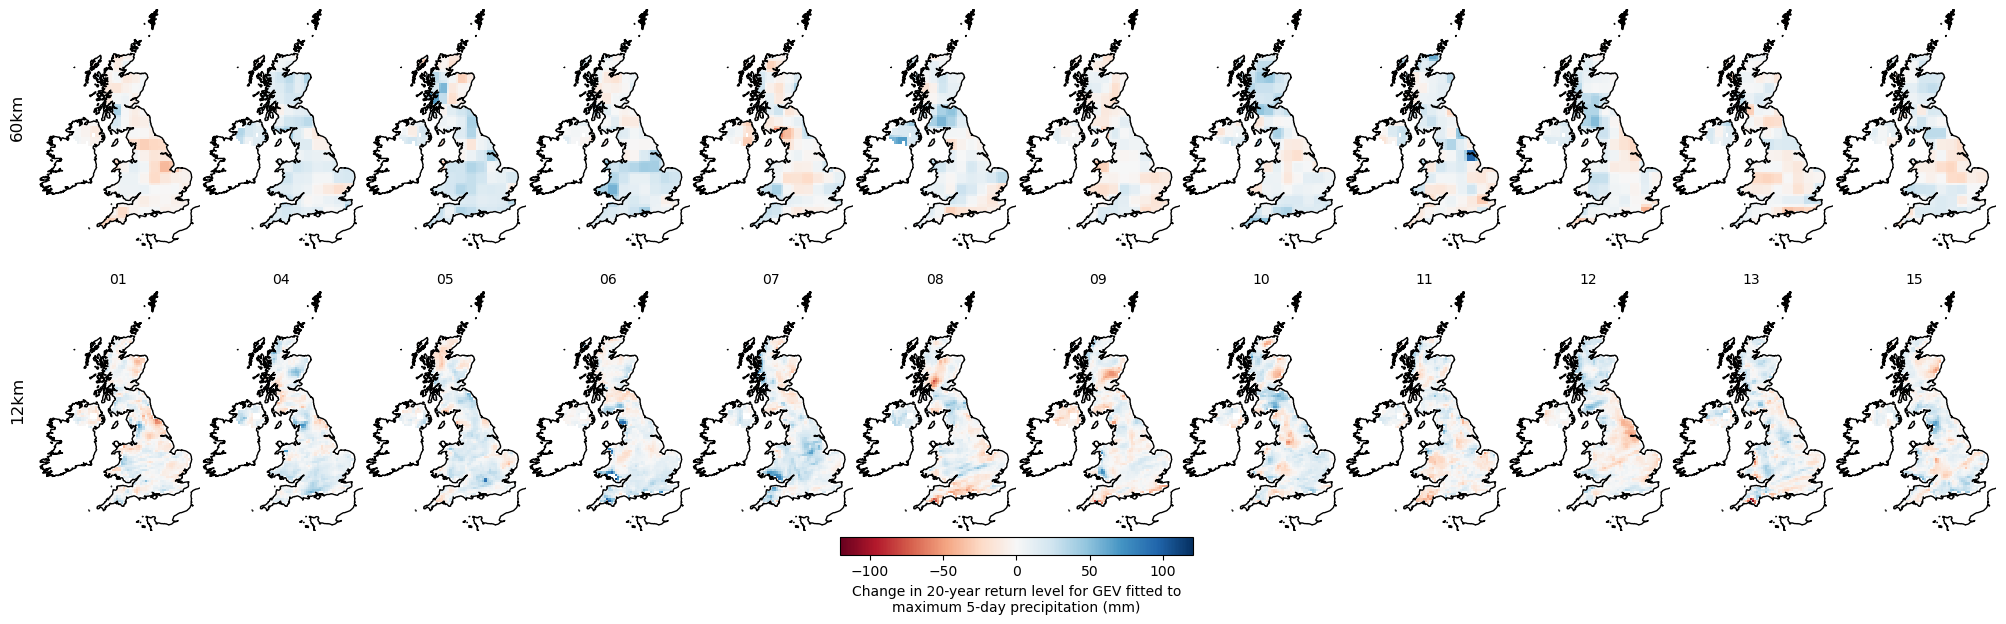 60km
01 04 05 06 07 08 09 10 11 12 13 15
12km
−100 −50 0 50 100
Change in 20-year return level for GEV fitted to
maximum 5-day precipitation (mm)